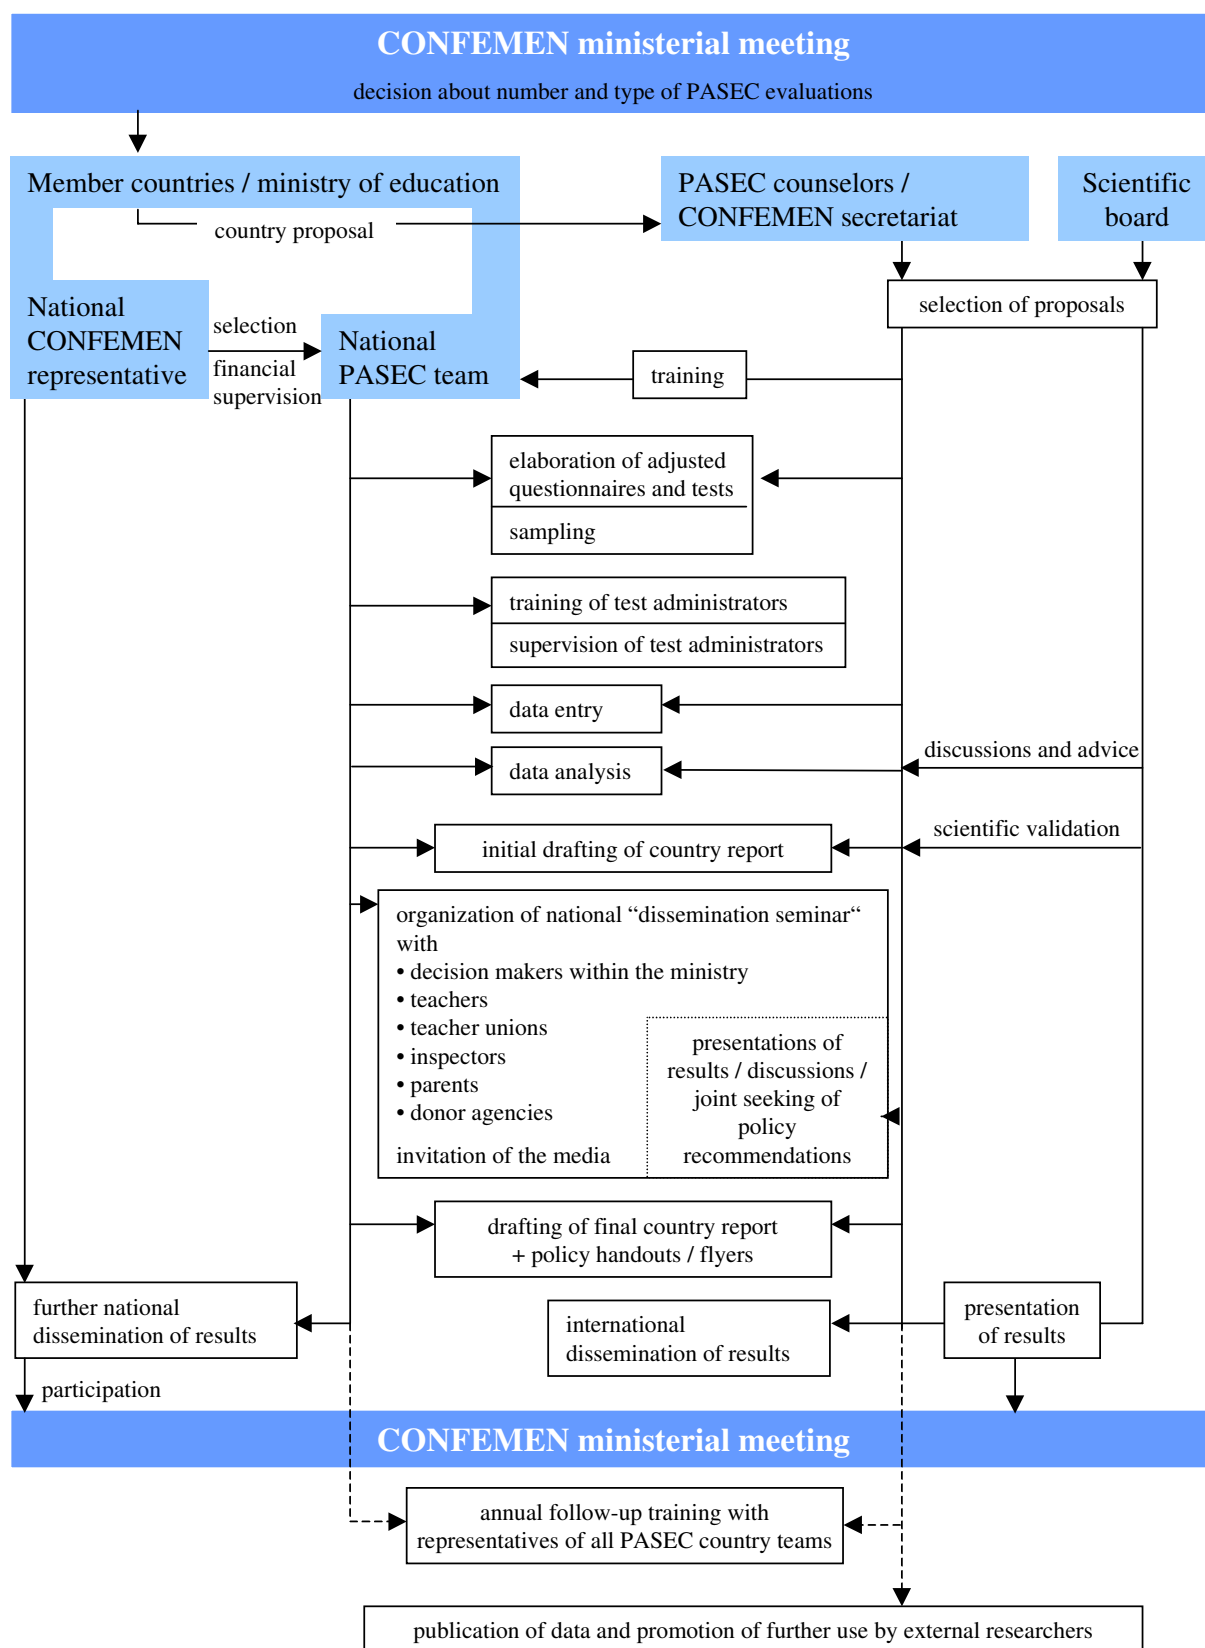 CONFEMEN ministerial meeting
decision about number and type of PASEC evaluations
Member countries / ministry of education
country proposal
PASEC counselors /
CONFEMEN secretariat
Scientific
board
selection of proposals
National
CONFEMEN
representative
selection
financial
supervision
National
PASEC team
training
elaboration of adjusted
questionnaires and tests
sampling
training of test administrators
supervision of test administrators
data entry
data analysis
discussions and advice
initial drafting of country report
scientific validation
organization of national “dissemination seminar“
with
• decision makers within the ministry
• teachers
• teacher unions
• inspectors
• parents
• donor agencies
invitation of the media
presentations of
results / discussions /
joint seeking of
policy
recommendations
drafting of final country report
+ policy handouts / flyers
further national
dissemination of results
international
dissemination of results
presentation
of results
participation
CONFEMEN ministerial meeting
annual follow-up training with
representatives of all PASEC country teams
publication of data and promotion of further use by external researchers